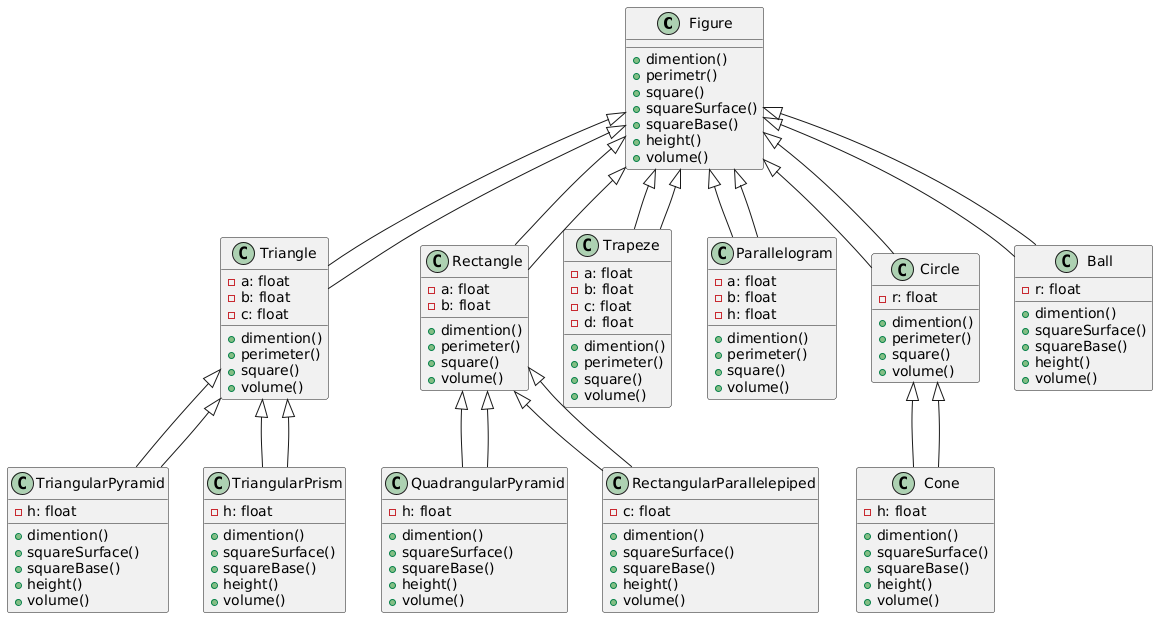 C Figure
dimention()
perimetr()
square()
squareSurface()
squareBase()
height()
volume()
C Triangle
a: float
b: float
c: float
dimention()
perimeter()
square()
volume()
C Rectangle
a: float
b: float
dimention()
perimeter()
square()
volume()
C Trapeze
a: float
b: float
c: float
d: float
dimention()
perimeter()
square()
volume()
C Parallelogram
a: float
b: float
h: float
dimention()
perimeter()
square()
volume()
C Circle
r: float
dimention()
perimeter()
square()
volume()
C Ball
r: float
dimention()
squareSurface()
squareBase()
height()
volume()
C TriangularPyramid
h: float
dimention()
squareSurface()
squareBase()
height()
volume()
C TriangularPrism
h: float
dimention()
squareSurface()
squareBase()
height()
volume()
C QuadrangularPyramid
h: float
dimention()
squareSurface()
squareBase()
height()
volume()
C RectangularParallelepiped
c: float
dimention()
squareSurface()
squareBase()
height()
volume()
C Cone
h: float
dimention()
squareSurface()
squareBase()
height()
volume()